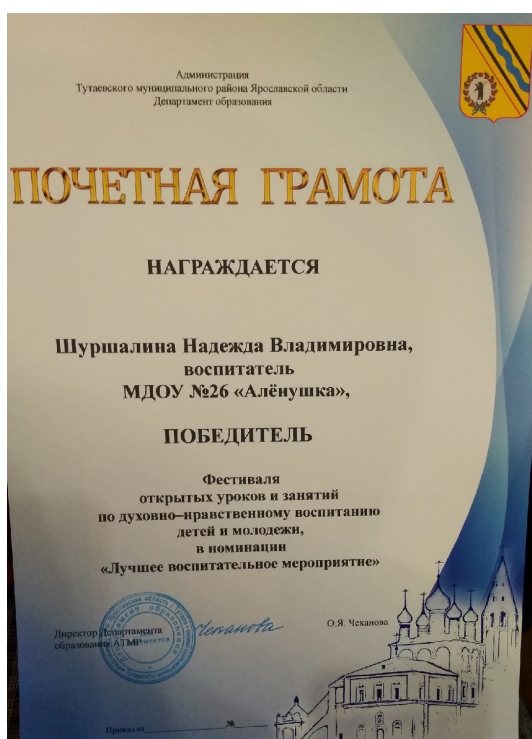 Администрация
Тутаевского муниципального района Ярославской области
Департамент образования
ПОЧЕТНАЯ ГРАМОТА
НАГРАЖДАЕТСЯ
Шуршалина Надежда Владимировна,
воспитатель
МДОУ №26 «Алёнушка»,
ПОБЕДИТЕЛЬ
Фестиваля
открытых уроков и занятий
по духовно–нравственному воспитанию
детей и молодежи,
в номинации
«Лучшее воспитательное мероприятие»
О.Я. Чеканова
Директор Департамента
образования АТМР
Чеканова
Приказ от №